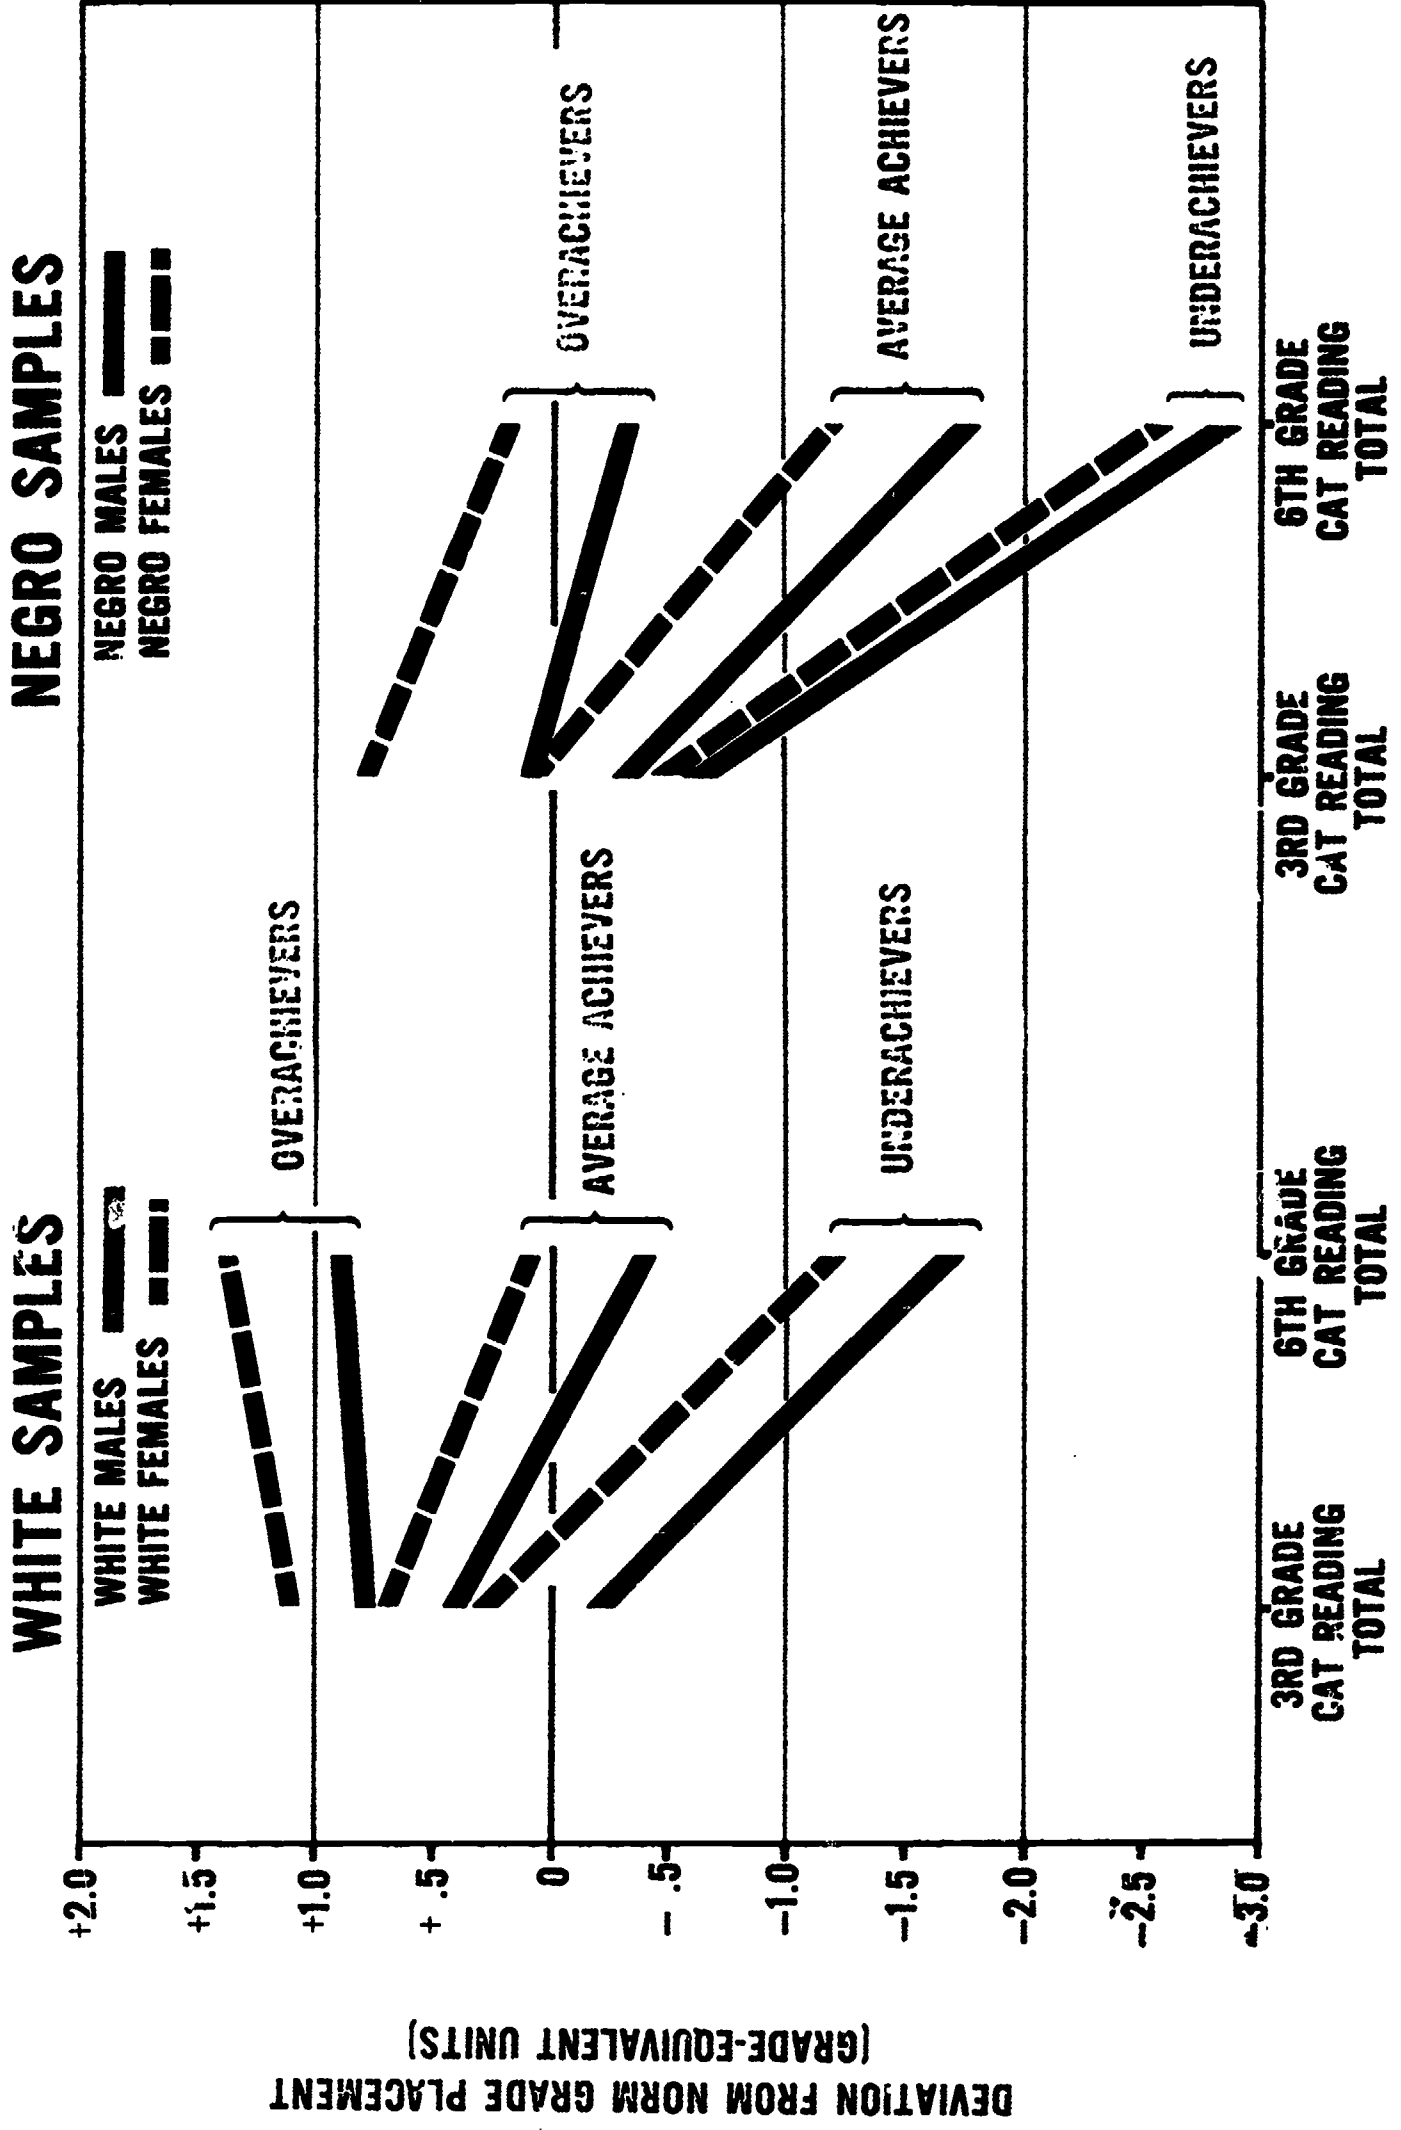 WHITE SAMPLES
NEGRO SAMPLES
WHITE MALES
WHITE FEMALES
NEGRO MALES
NEGRO FEMALES
DEVIATION FROM NORM GRADE PLACEMENT
(GRADE-EQUIVALENT UNITS)
+2.0
+1.5
+1.0
+ .5
0
- .5
-1.0
-1.5
-2.0
-2.5
-3.0
OVERACHIEVERS
AVERAGE ACHIEVERS
UNDERACHIEVERS
OVERACHIEVERS
AVERAGE ACHIEVERS
UNDERACHIEVERS
3RD GRADE
CAT READING
TOTAL
6TH GRADE
CAT READING
TOTAL
3RD GRADE
CAT READING
TOTAL
6TH GRADE
CAT READING
TOTAL